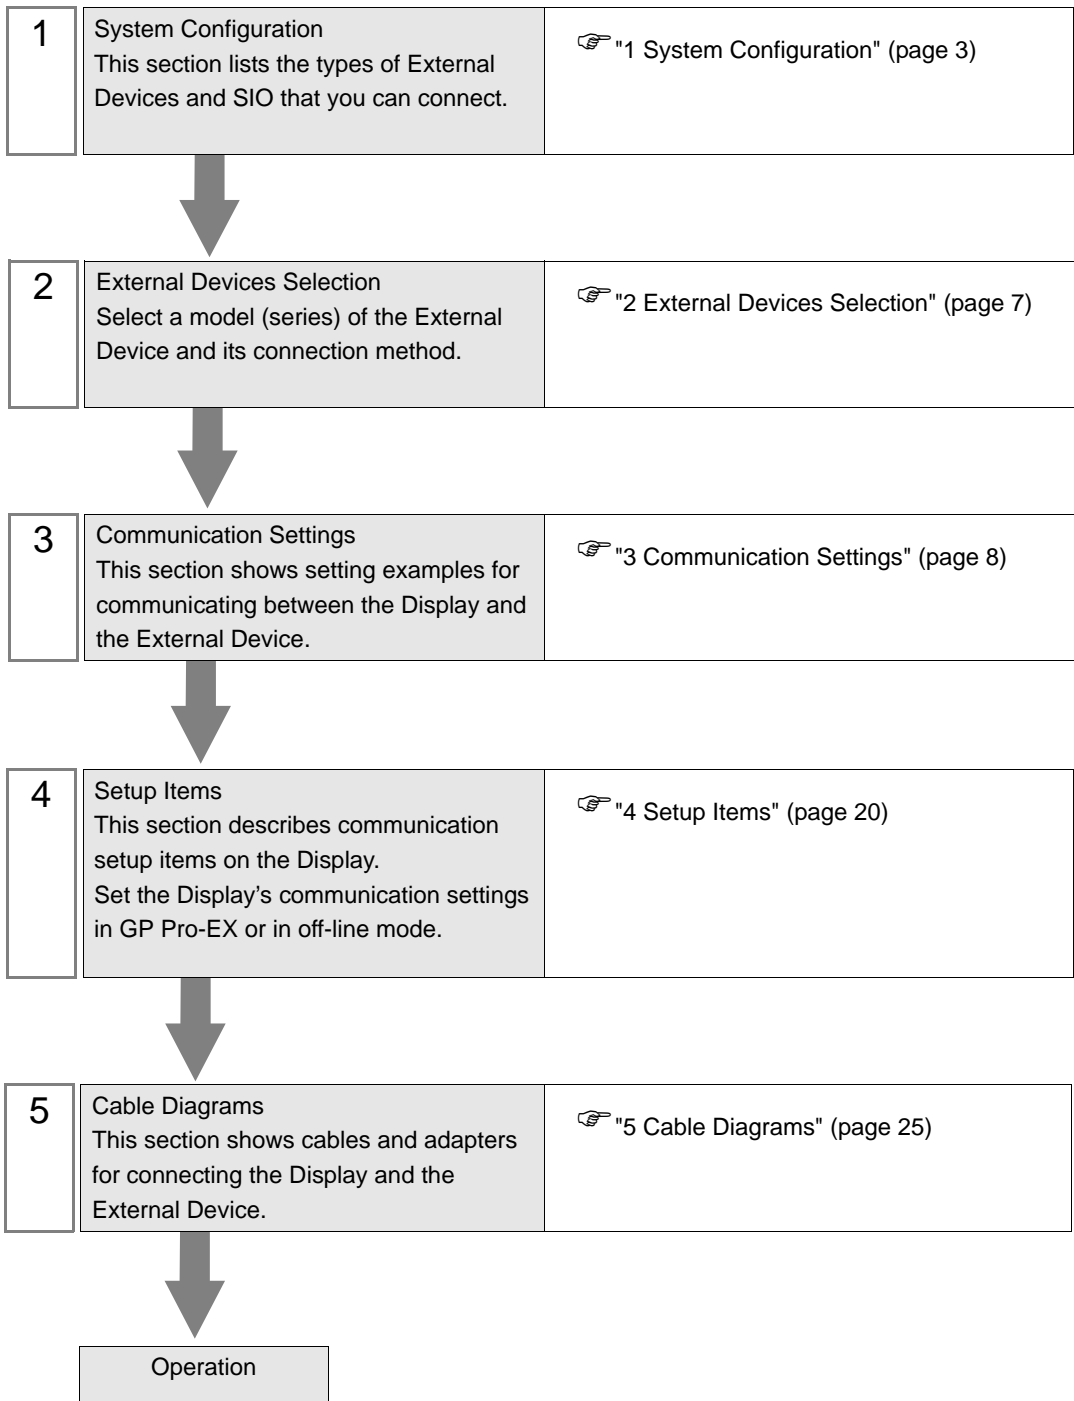 1
System Configuration
This section lists the types of External
Devices and SIO that you can connect.
"1 System Configuration" (page 3)
2
External Devices Selection
Select a model (series) of the External
Device and its connection method.
"2 External Devices Selection" (page 7)
3
Communication Settings
This section shows setting examples for
communicating between the Display and
the External Device.
"3 Communication Settings" (page 8)
4
Setup Items
This section describes communication
setup items on the Display.
Set the Display’s communication settings
in GP Pro-EX or in off-line mode.
"4 Setup Items" (page 20)
5
Cable Diagrams
This section shows cables and adapters
for connecting the Display and the
External Device.
"5 Cable Diagrams" (page 25)
Operation